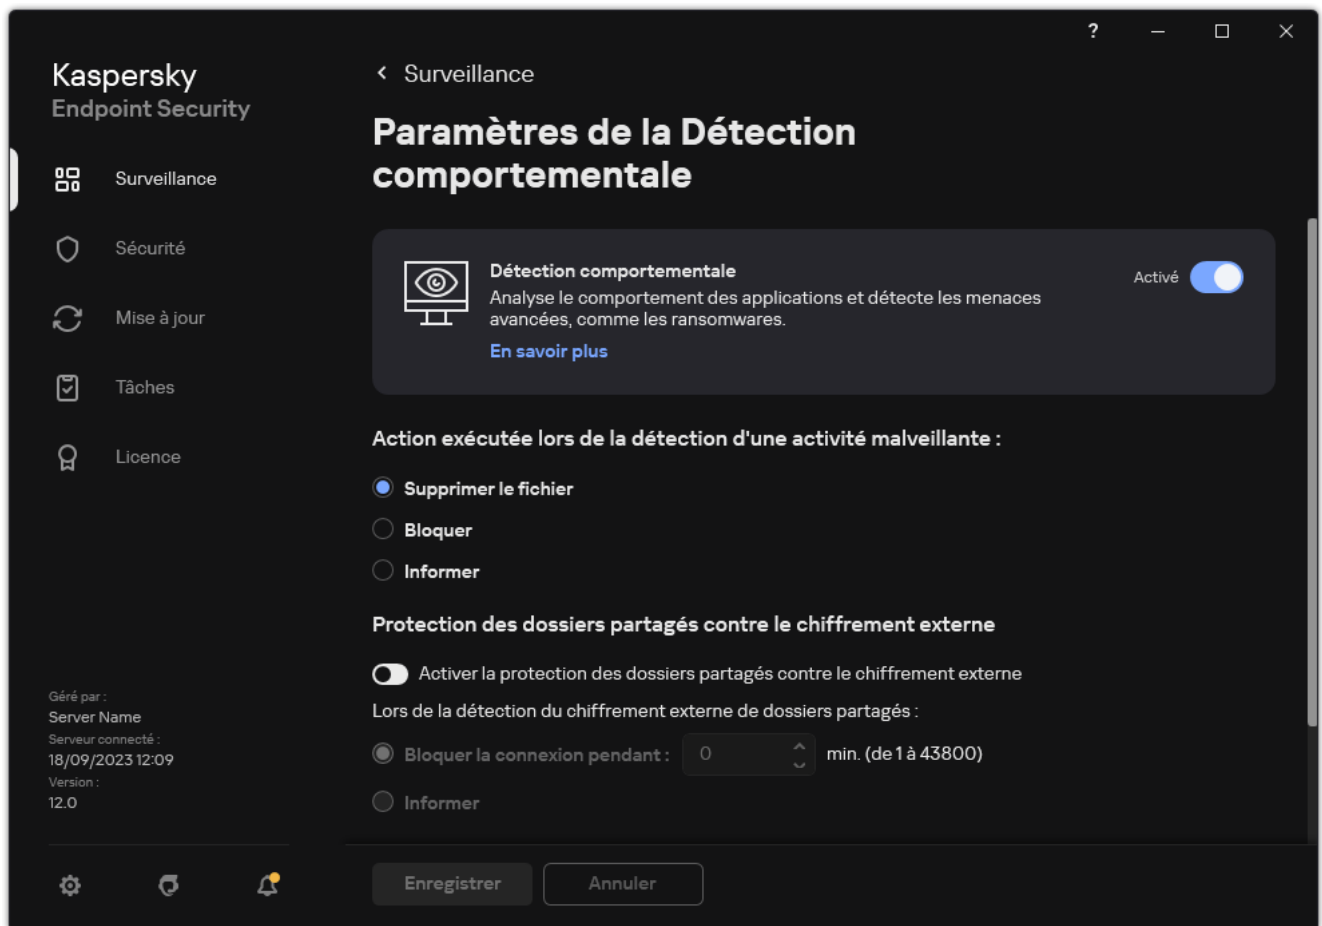 ?
Kaspersky
Endpoint Security
Surveillance
Sécurité
Mise à jour
Tâches
Licence
Géré par :
Server Name
Serveur connecté :
18/09/2023 12:09
Version :
12.0
Surveillance
Paramètres de la Détection
comportementale
Détection comportementale
Analyse le comportement des applications et détecte les menaces
avancées, comme les ransomwares.
En savoir plus
Activé
Action exécutée lors de la détection d'une activité malveillante :
Supprimer le fichier
Bloquer
Informer
Protection des dossiers partagés contre le chiffrement externe
Activer la protection des dossiers partagés contre le chiffrement externe
Lors de la détection du chiffrement externe de dossiers partagés :
Bloquer la connexion pendant : 0 min. (de 1 à 43800)
Informer
Enregistrer Annuler